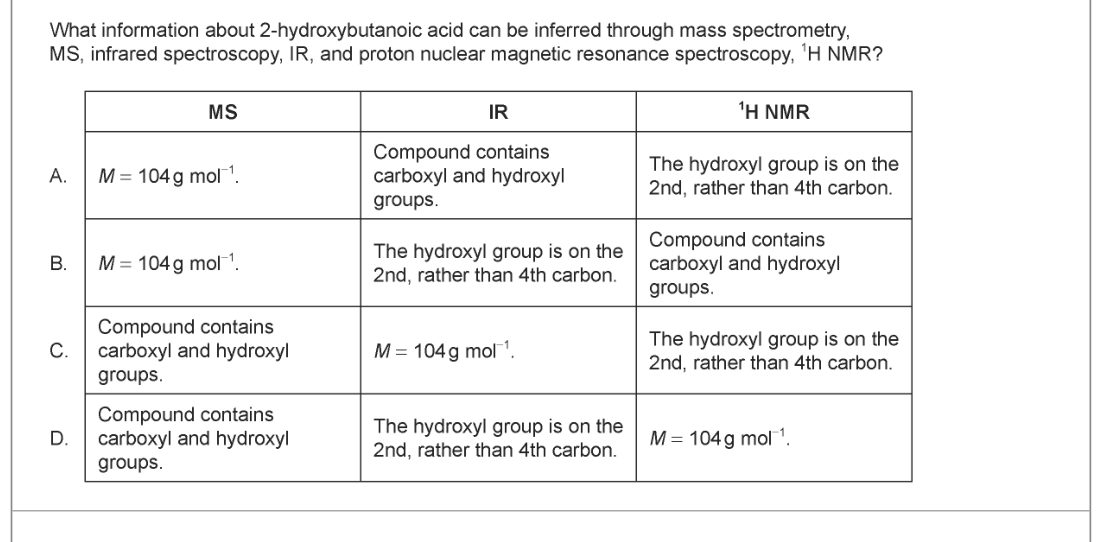 What information about 2-hydroxybutanoic acid can be inferred through mass spectrometry,
MS, infrared spectroscopy, IR, and proton nuclear magnetic resonance spectroscopy, ¹H NMR?
MS IR ¹H NMR
A. M = 104 g mol⁻¹. Compound contains carboxyl and hydroxyl groups. The hydroxyl group is on the 2nd, rather than 4th carbon.
B. M = 104 g mol⁻¹. The hydroxyl group is on the 2nd, rather than 4th carbon. Compound contains carboxyl and hydroxyl groups.
C. Compound contains carboxyl and hydroxyl groups. M = 104 g mol⁻¹. The hydroxyl group is on the 2nd, rather than 4th carbon.
D. Compound contains carboxyl and hydroxyl groups. The hydroxyl group is on the 2nd, rather than 4th carbon. M = 104 g mol⁻¹.